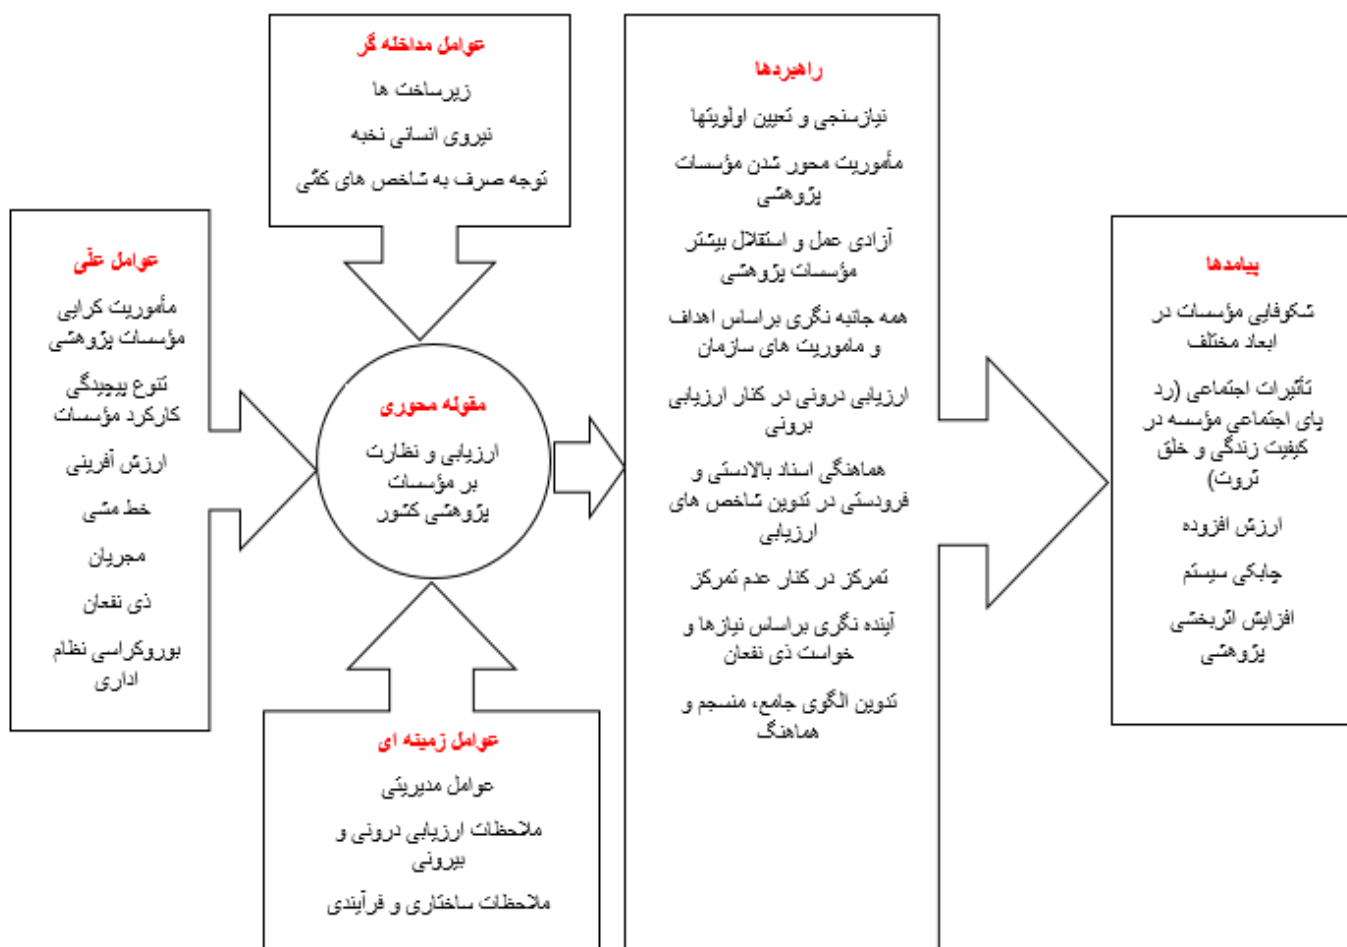 عوامل مداخله گر
زیرساخت ها
نیروی انسانی نخبه
توجه صرف به شاخص های کمّی
عوامل علّی
مأموریت گرایی
مؤسسات پژوهشی
تنوع پیچیدگی
کارکرد مؤسسات
ارزش آفرینی
خط مشی
مجریان
ذی نفعان
بوروکراسی نظام
اداری
مقوله محوری
ارزیابی و نظارت
بر مؤسسات
پژوهشی کشور
عوامل زمینه ای
عوامل مدیریتی
ملاحظات ارزیابی درونی و
بیرونی
ملاحظات ساختاری و فرآیندی
راهبردها
نیازسنجی و تعیین اولویتها
مأموریت محور شدن مؤسسات
پژوهشی
آزادی عمل و استقلال بیشتر
مؤسسات پژوهشی
همه جانبه نگری براساس اهداف
و ماموریت های سازمان
ارزیابی درونی در کنار ارزیابی
برونی
هماهنگی اسناد بالادستی و
فرودستی در تدوین شاخص های
ارزیابی
تمرکز در کنار عدم تمرکز
آینده نگری براساس نیازها و
خواست ذی نفعان
تدوین الگوی جامع، منسجم و
هماهنگ
پیامدها
شکوفایی مؤسسات در
ابعاد مختلف
تأثیرات اجتماعی (رد
پای اجتماعی مؤسسه در
کیفیت زندگی و خلق
ثروت)
ارزش افزوده
چابکی سیستم
افزایش اثربخشی
پژوهشی